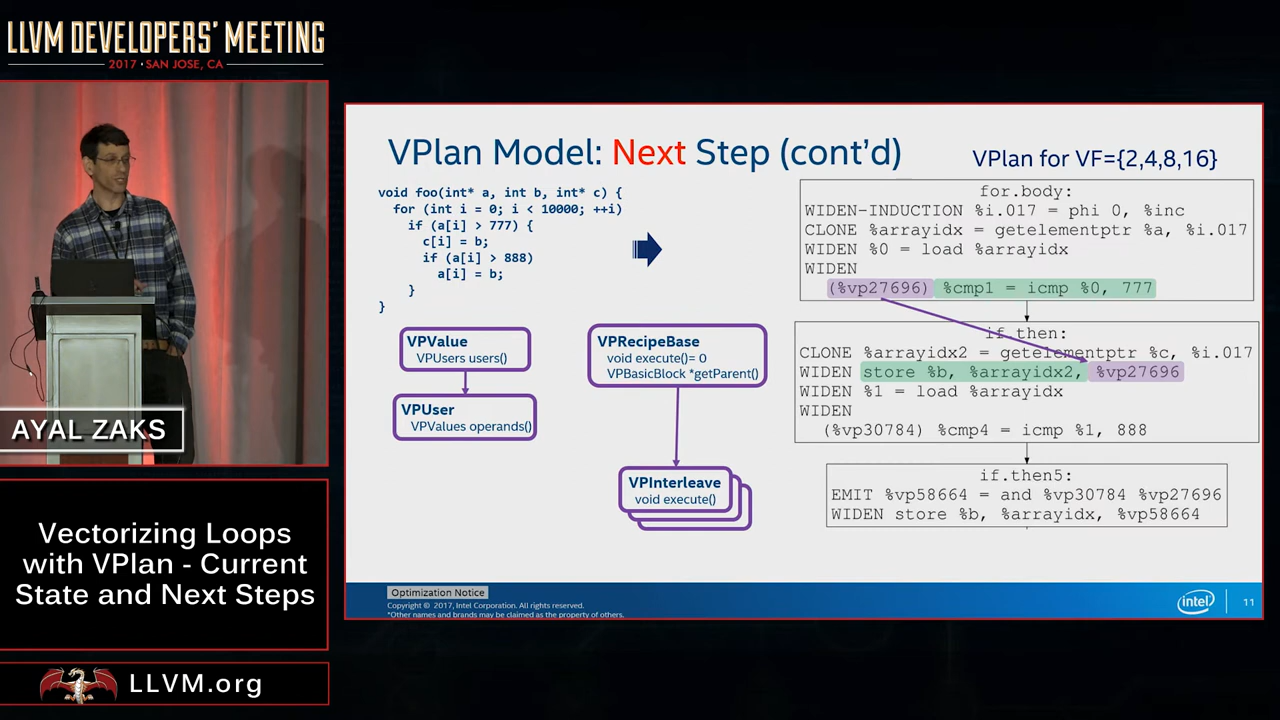 LLVM DEVELOPERS' MEETING
2017 · SAN JOSE, CA
AYAL ZAKS
Vectorizing Loops
with VPlan - Current
State and Next Steps
LLVM.org
VPlan Model: Next Step (cont'd)
VPlan for VF={2,4,8,16}
void foo(int* a, int b, int* c) {
for (int i = 0; i < 10000; ++i)
if (a[i] > 777) {
c[i] = b;
if (a[i] > 888)
a[i] = b;
}
}
VPValue
VPUsers users()
VPUser
VPValues operands()
VPRecipeBase
void execute()= 0
VPBasicBlock *getParent()
VPInterleave
void execute()
for.body:
WIDEN-INDUCTION %i.017 = phi 0, %inc
CLONE %arrayidx = getelementptr %a, %i.017
WIDEN %0 = load %arrayidx
WIDEN
(%vp27696) %cmp1 = icmp %0, 777
if.then:
CLONE %arrayidx2 = getelementptr %c, %i.017
WIDEN store %b, %arrayidx2, %vp27696
WIDEN %1 = load %arrayidx
WIDEN
(%vp30784) %cmp4 = icmp %1, 888
if.then5:
EMIT %vp58664 = and %vp30784 %vp27696
WIDEN store %b, %arrayidx, %vp58664
Optimization Notice
Copyright © 2017, Intel Corporation. All rights reserved.
*Other names and brands may be claimed as the property of others.
intel
11